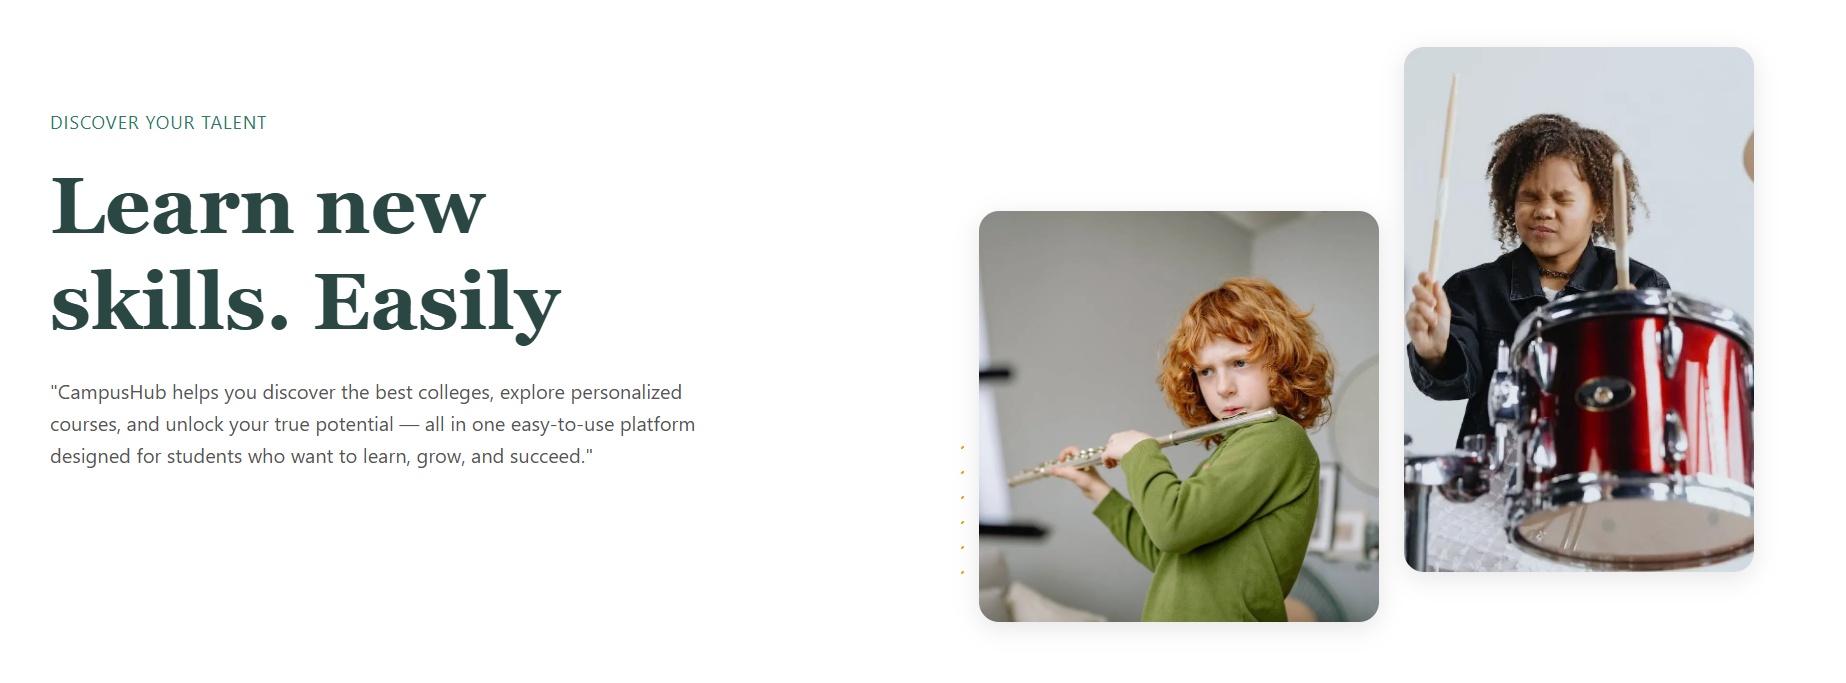 DISCOVER YOUR TALENT
Learn new
skills. Easily
"CampusHub helps you discover the best colleges, explore personalized
courses, and unlock your true potential — all in one easy-to-use platform
designed for students who want to learn, grow, and succeed."